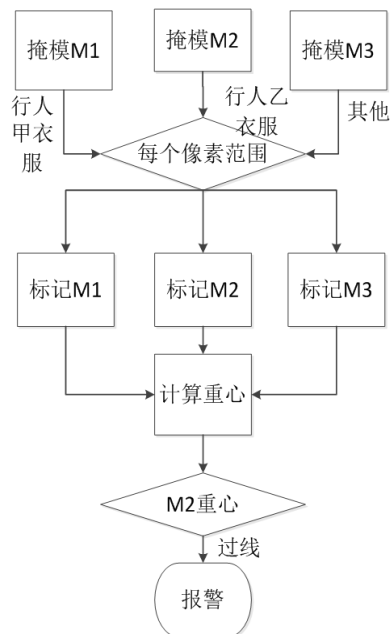 掩模M1
掩模M2
掩模M3
行人
甲衣
服
行人乙
衣服
其他
每个像素范围
标记M1
标记M2
标记M3
计算重心
M2重心
过线
报警